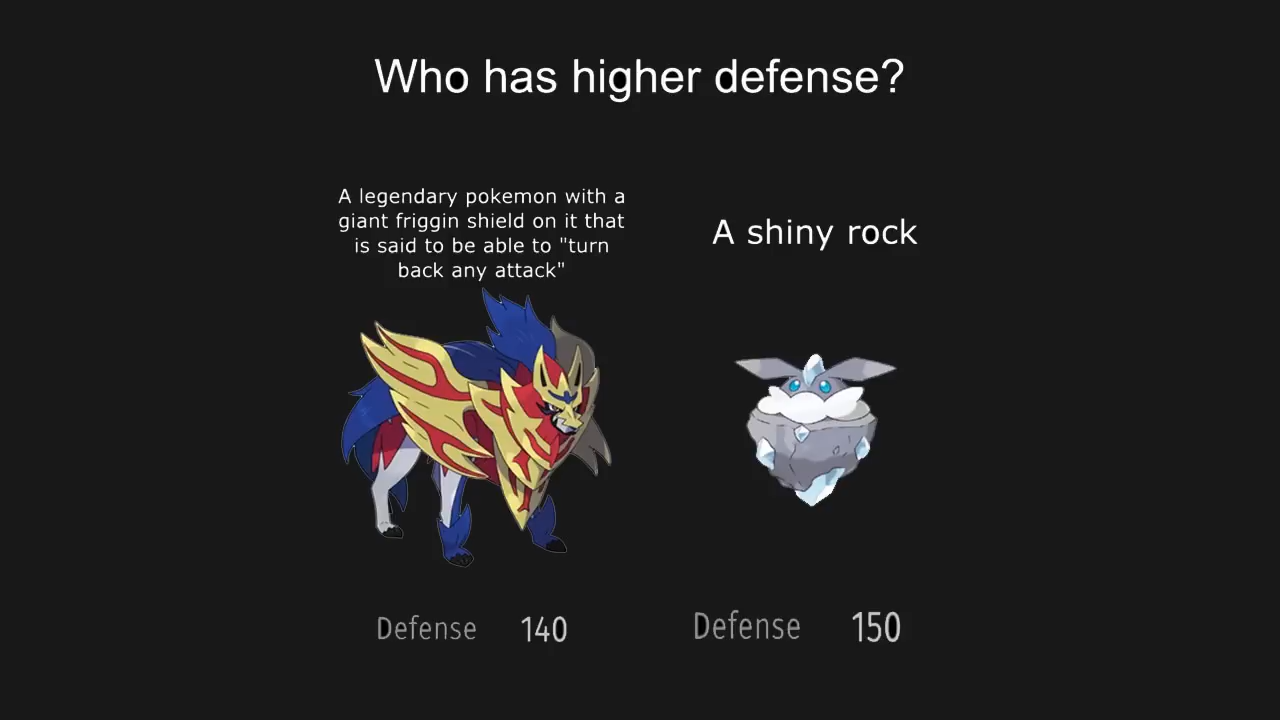 Who has higher defense?
A legendary pokemon with a
giant friggin shield on it that
is said to be able to "turn
back any attack"
A shiny rock
Defense 140
Defense 150